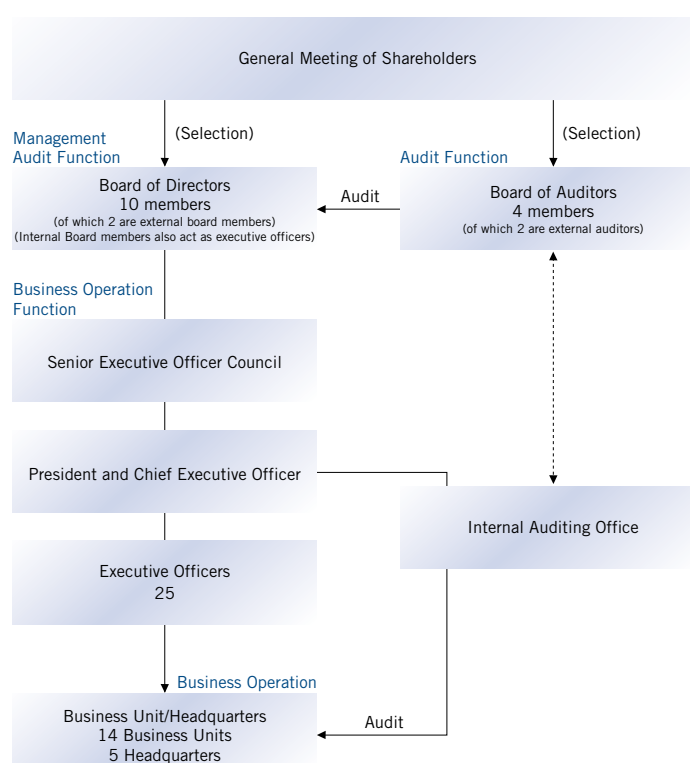 General Meeting of Shareholders
(Selection)
(Selection)
Management
Audit Function
Audit Function
Board of Directors
10 members
(of which 2 are external board members)
(Internal Board members also act as executive officers)
Audit
Board of Auditors
4 members
(of which 2 are external auditors)
Business Operation
Function
Senior Executive Officer Council
President and Chief Executive Officer
Internal Auditing Office
Executive Officers
25
Business Operation
Business Unit/Headquarters
14 Business Units
5 Headquarters
Audit